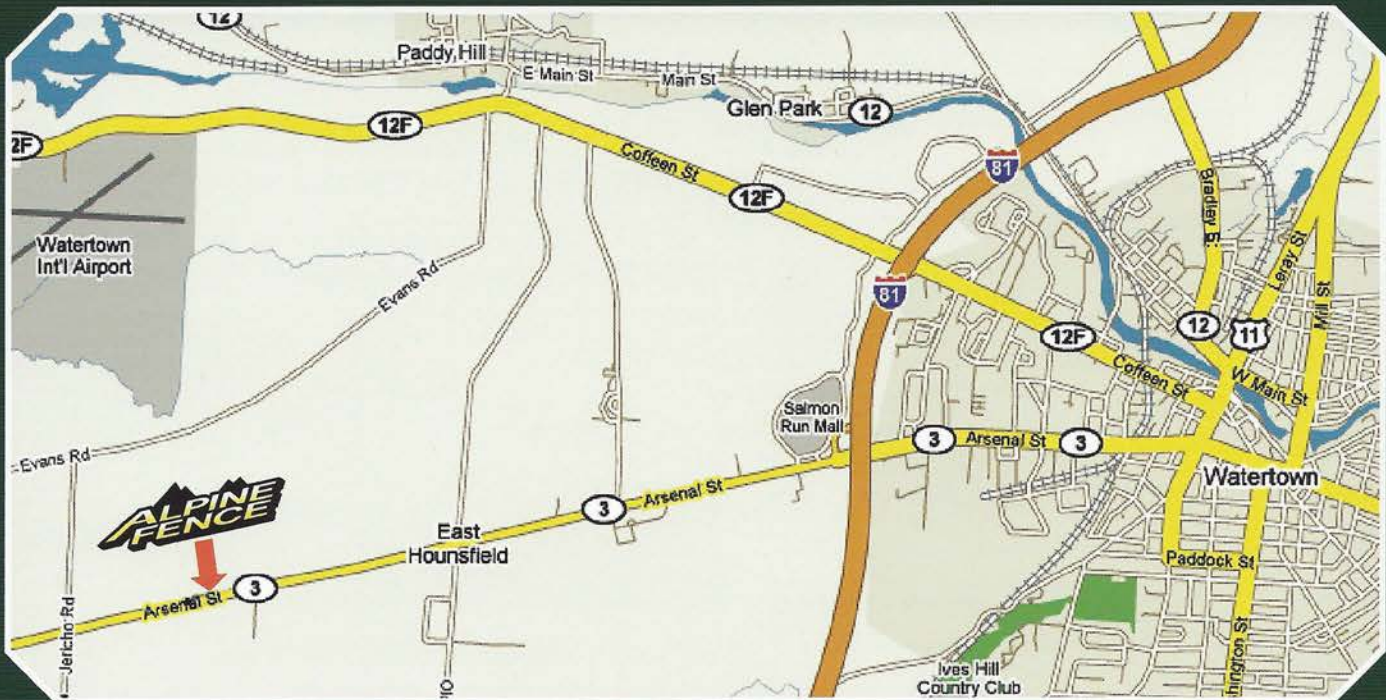 12
Paddy Hill
E Main St
Main St
Glen Park
12
2F
12F
Coffeen St
12F
81
Bradley S
Leray St
Mill St
Watertown
Int'l Airport
Evans Rd
81
12F
12
11
Coffeen St
W Main St
Salmon
Run Mall
3
Arsenal St
3
Evans Rd
Watertown
ALPINE
FENCE
3
Arsenal St
East
Hounsfield
Paddock St
Arsenal St
3
Jericho Rd
hington St
Ives Hill
Country Club